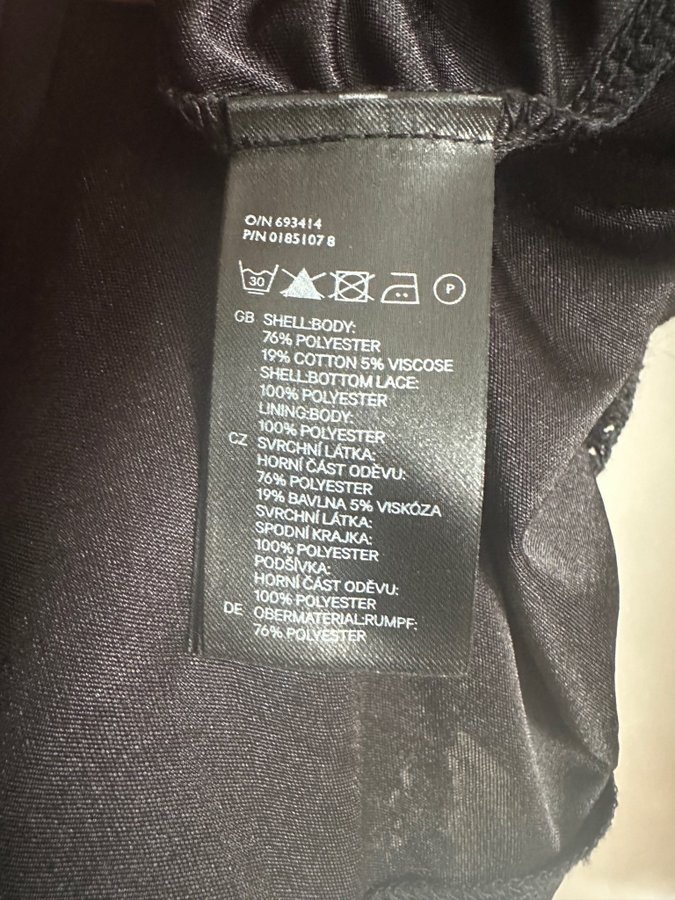 O/N 693414
P/N 0185107 8
30 P
GB SHELL:BODY:
76% POLYESTER
19% COTTON 5% VISCOSE
SHELL:BOTTOM LACE:
100% POLYESTER
LINING:BODY:
100% POLYESTER
CZ SVRCHNÍ LÁTKA:
HORNÍ ČÁST ODĚVU:
76% POLYESTER
19% BAVLNA 5% VISKÓZA
SVRCHNÍ LÁTKA:
SPODNÍ KRAJKA:
100% POLYESTER
PODŠÍVKA:
HORNÍ ČÁST ODĚVU:
100% POLYESTER
DE OBERMATERIAL:RUMPF:
76% POLYESTER